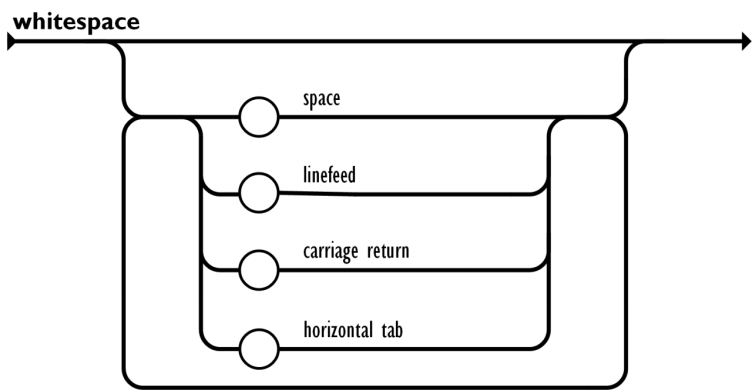 whitespace
space
linefeed
carriage return
horizontal tab